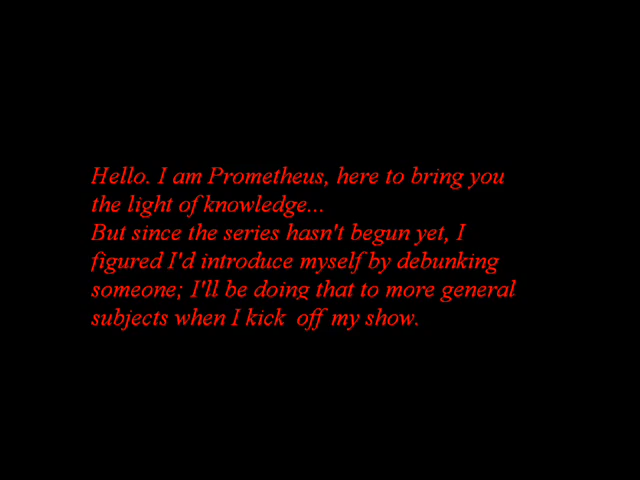 Hello. I am Prometheus, here to bring you
the light of knowledge...
But since the series hasn't begun yet, I
figured I'd introduce myself by debunking
someone; I'll be doing that to more general
subjects when I kick off my show.